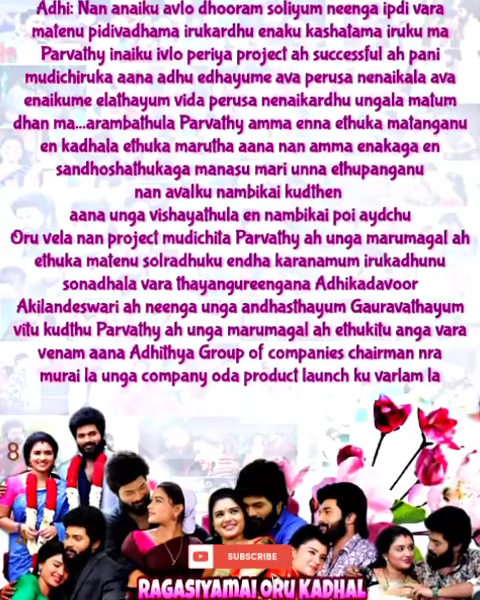 Adhi: Nan anaiku avlo dhooram soliyum neenga ipdi vara
matenu pidivadhama irukardhu enaku kashatama iruku ma
Parvathy inaiku ivlo periya project ah successful ah pani
mudichiruka aana adhu edhayume ava perusa nenaikala ava
enaikume elathayum vida perusa nenaikardhu ungala matum
dhan ma...arambathula Parvathy amma enna ethuka matanganu
en kadhala ethuka marutha aana nan amma enakaga en
sandhoshathukaga manasu mari unna ethupanganu
nan avalku nambikai kudthen
aana unga vishayathula en nambikai poi aydchu
Oru vela nan project mudichita Parvathy ah unga marumagal ah
ethuka matenu solradhuku endha karanamum irukadhunu
sonadhala vara thayangureengana Adhikadavoor
Akilandeswari ah neenga unga andhasthayum Gauravathayum
vitu kudthu Parvathy ah unga marumagal ah ethukitu anga vara
venam aana Adhithya Group of companies chairman nra
murai la unga company oda product launch ku varlam la
8
SUBSCRIBE
RAGASIYAMAI ORU KADHAL